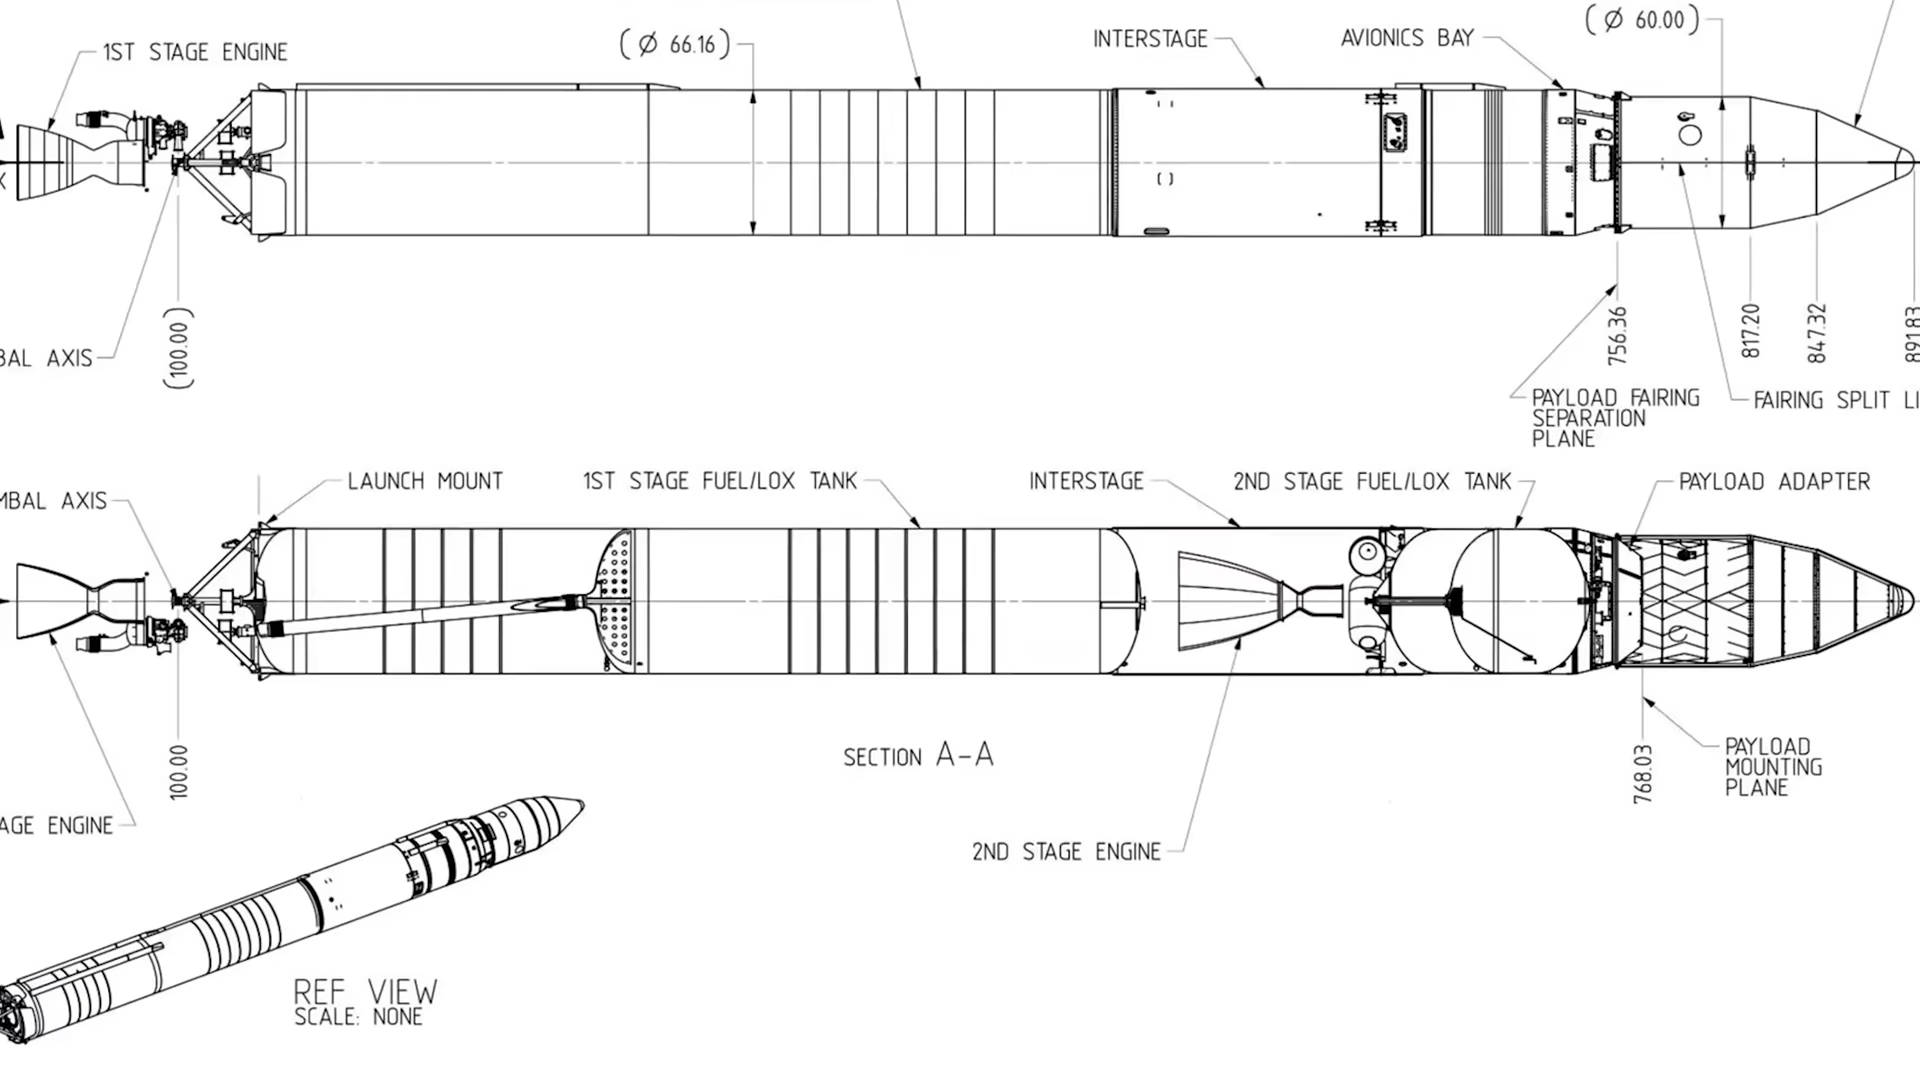 1ST STAGE ENGINE
(Ø 66.16)
INTERSTAGE
AVIONICS BAY
(Ø 60.00)
BAL AXIS
(100.00)
756.36
817.20
847.32
891.83
PAYLOAD FAIRING
SEPARATION
PLANE
FAIRING SPLIT LI
MBAL AXIS
LAUNCH MOUNT
1ST STAGE FUEL/LOX TANK
INTERSTAGE
2ND STAGE FUEL/LOX TANK
PAYLOAD ADAPTER
100.00
SECTION A-A
768.03
PAYLOAD
MOUNTING
PLANE
AGE ENGINE
2ND STAGE ENGINE
REF VIEW
SCALE: NONE